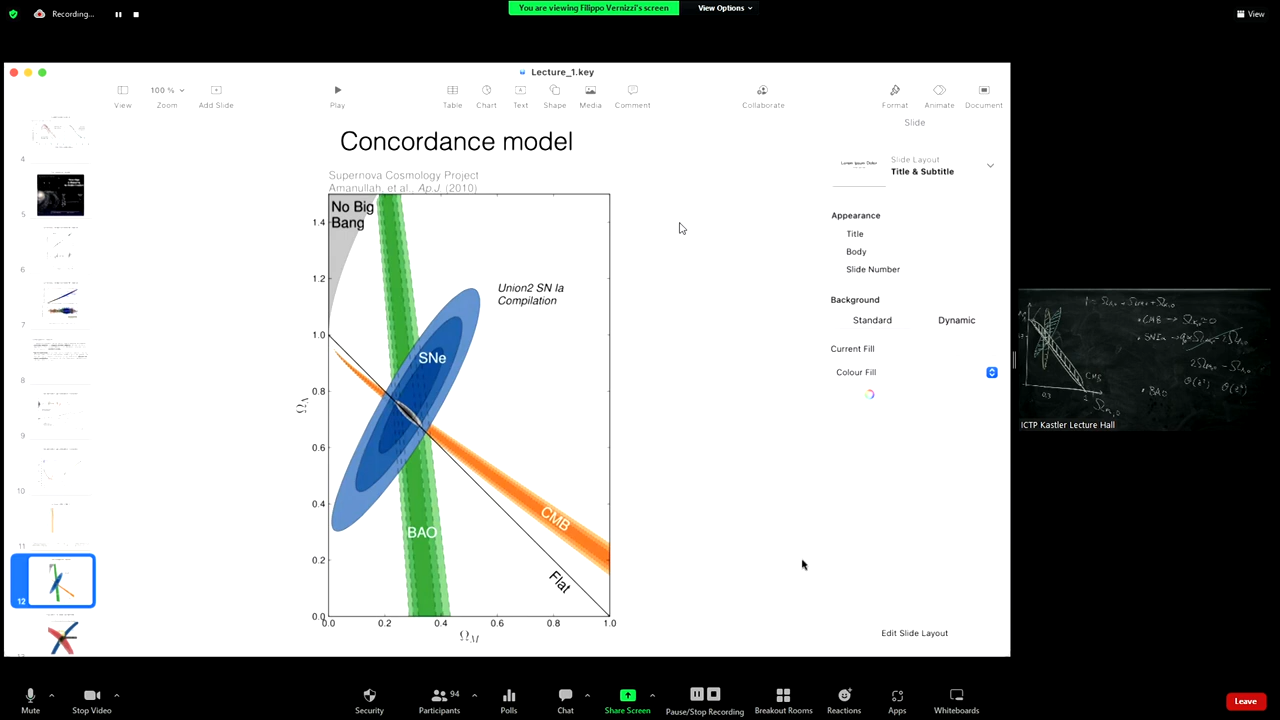 Recording...
You are viewing Filippo Vernizzi's screen
View Options
View
Lecture_1.key
View
100 %
Zoom
Add Slide
Play
Table
Chart
Text
Shape
Media
Comment
Collaborate
Format
Animate
Document
Slide
Concordance model
Supernova Cosmology Project
Amanullah, et al., Ap.J. (2010)
No Big
Bang
Union2 SN Ia
Compilation
SNe
BAO
CMB
Flat
1.4
1.2
1.0
0.8
0.6
0.4
0.2
0.0
0.0
0.2
0.4
0.6
0.8
1.0
Ω_Λ
Ω_M
4
5
6
7
8
9
10
11
12
Slide Layout
Title & Subtitle
Appearance
Title
Body
Slide Number
Background
Standard
Dynamic
Current Fill
Colour Fill
Edit Slide Layout
ICTP Kastler Lecture Hall
Mute
Stop Video
Security
Participants
94
Polls
Chat
Share Screen
Pause/Stop Recording
Breakout Rooms
Reactions
Apps
Whiteboards
Leave